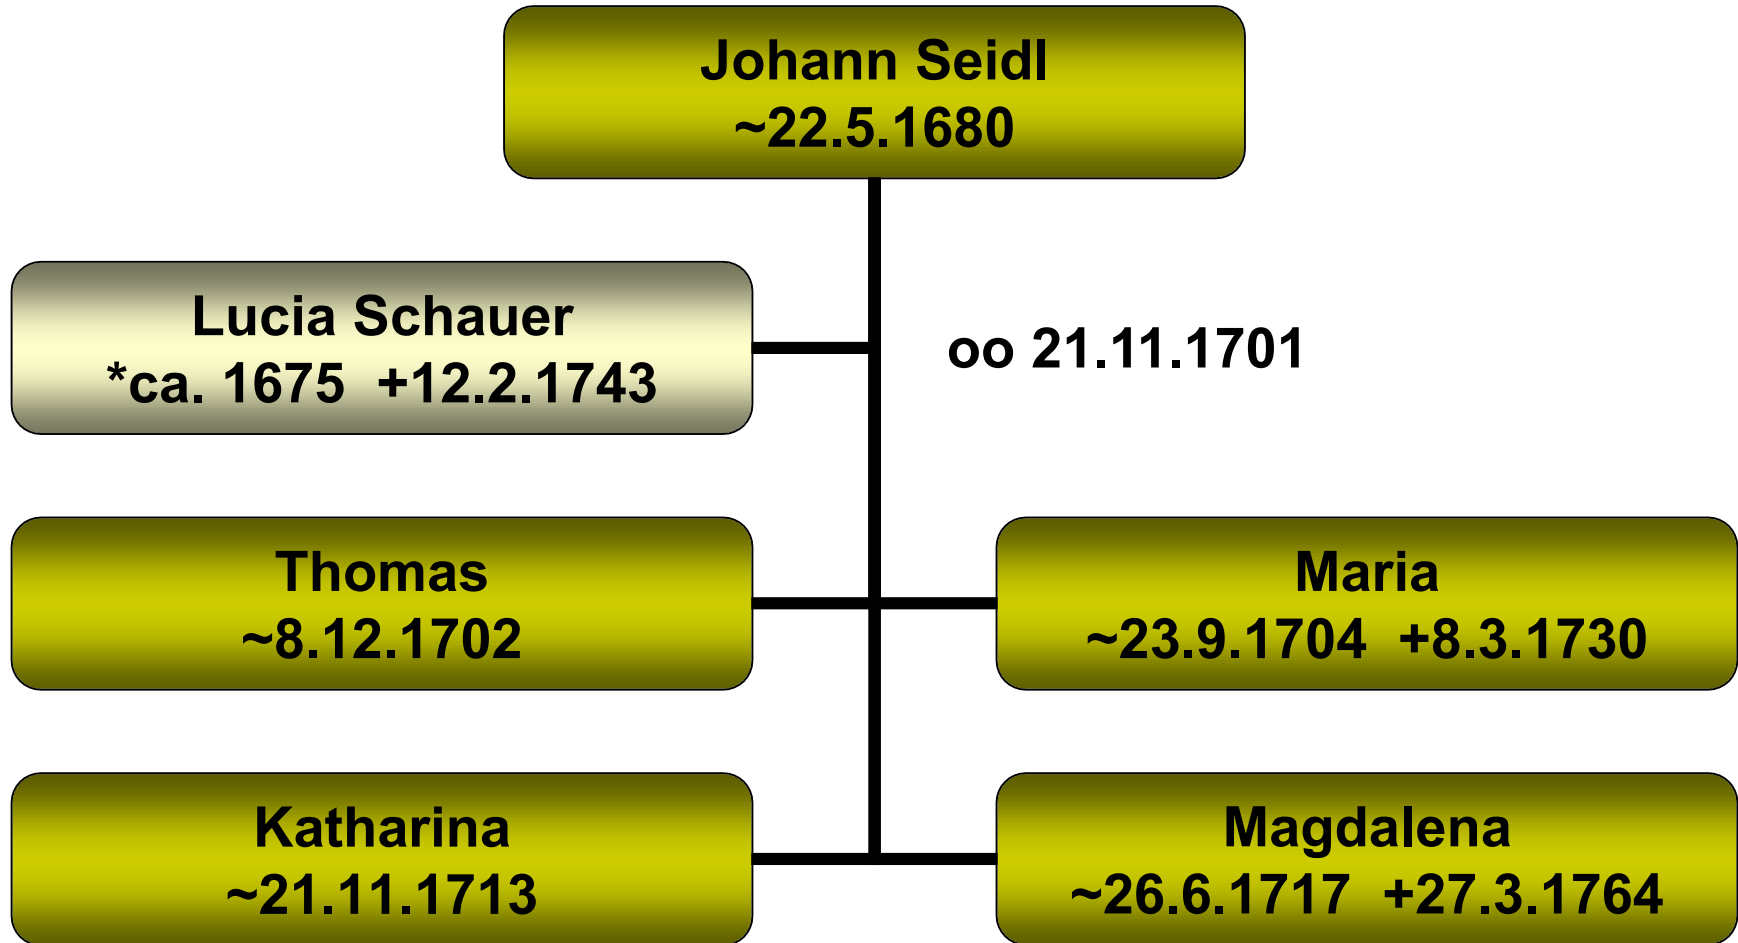 Johann Seidl
~22.5.1680
Lucia Schauer
*ca. 1675  +12.2.1743
oo 21.11.1701
Thomas
~8.12.1702
Maria
~23.9.1704  +8.3.1730
Katharina
~21.11.1713
Magdalena
~26.6.1717  +27.3.1764